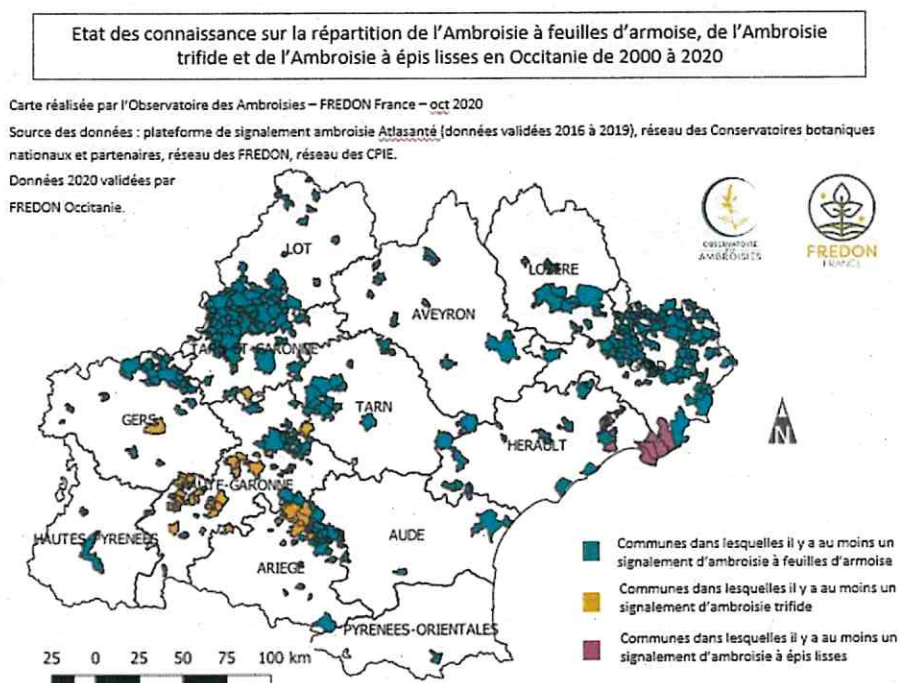 Etat des connaissance sur la répartition de l'Ambroisie à feuilles d'armoise, de l'Ambroisie
trifide et de l'Ambroisie à épis lisses en Occitanie de 2000 à 2020
Carte réalisée par l'Observatoire des Ambroisies – FREDON France – oct 2020
Source des données : plateforme de signalement ambroisie Atlasanté (données validées 2016 à 2019), réseau des Conservatoires botaniques
nationaux et partenaires, réseau des FREDON, réseau des CPIE.
Données 2020 validées par
FREDON Occitanie.
OBSERVATOIRE
DES
AMBROISIES
FREDON
FRANCE
LOT
LOZERE
AVEYRON
TARN-ET-GARONNE
GERS
TARN
HERAULT
N
HAUTE-GARONNE
HAUTES-PYRENEES
AUDE
ARIEGE
PYRENEES-ORIENTALES
Communes dans lesquelles il y a au moins un
signalement d'ambroisie à feuilles d'armoise
Communes dans lesquelles il y a au moins un
signalement d'ambroisie trifide
Communes dans lesquelles il y a au moins un
signalement d'ambroisie à épis lisses
25 0 25 50 75 100 km